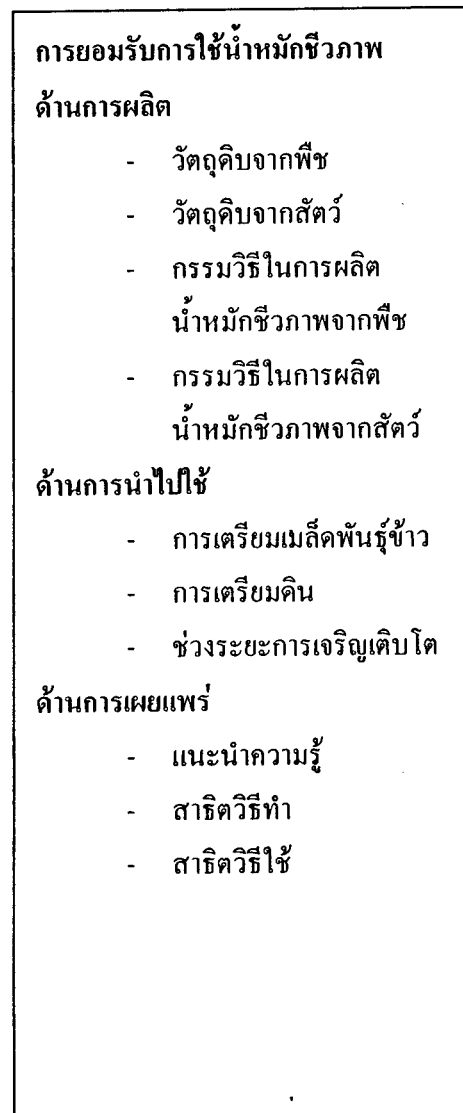 การยอมรับการใช้น้ำหมักชีวภาพ
ด้านการผลิต
- วัตถุดิบจากพืช
- วัตถุดิบจากสัตว์
- กรรมวิธีในการผลิต
น้ำหมักชีวภาพจากพืช
- กรรมวิธีในการผลิต
น้ำหมักชีวภาพจากสัตว์
ด้านการนำไปใช้
- การเตรียมเมล็ดพันธุ์ข้าว
- การเตรียมดิน
- ช่วงระยะการเจริญเติบโต
ด้านการเผยแพร่
- แนะนำความรู้
- สาธิตวิธีทำ
- สาธิตวิธีใช้